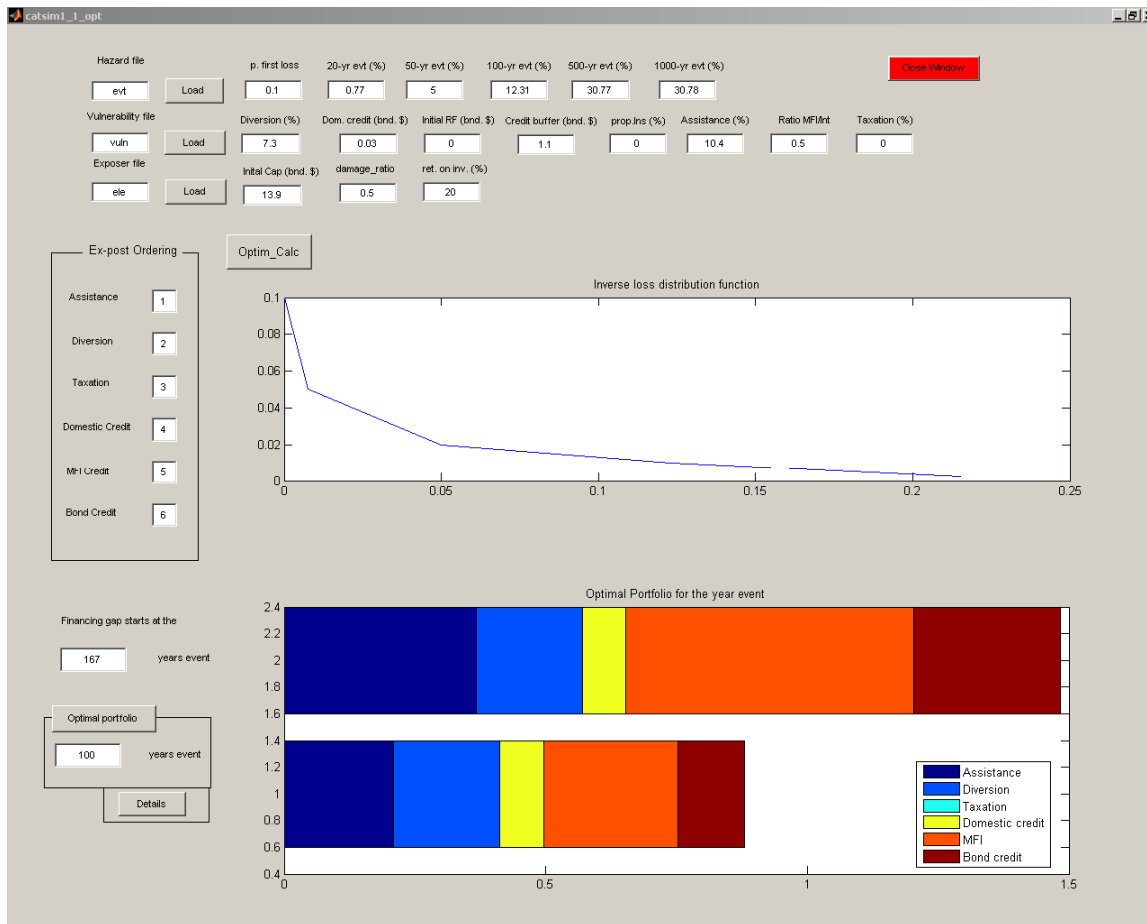 catsim1_1_opt
Hazard file
p. first loss 20-yr evt (%) 50-yr evt (%) 100-yr evt (%) 500-yr evt (%) 1000-yr evt (%)
Close Window
evt Load 0.1 0.77 5 12.31 30.77 30.78
Vulnerability file Diversion (%) Dom. credit (bnd. $) Initial RF (bnd. $) Credit buffer (bnd. $) prop.Ins (%) Assistance (%) Ratio MFI/Int Taxation (%)
vuln Load 7.3 0.03 0 1.1 0 10.4 0.5 0
Exposer file Inital Cap (bnd. $) damage_ratio ret. on inv. (%)
ele Load 13.9 0.5 20
Ex-post Ordering
Optim_Calc
Assistance 1
Diversion 2
Taxation 3
Domestic Credit 4
MFI Credit 5
Bond Credit 6
Inverse loss distribution function
0.1
0.08
0.06
0.04
0.02
0
0 0.05 0.1 0.15 0.2 0.25
Financing gap starts at the
167 years event
Optimal portfolio
100 years event
Details
Optimal Portfolio for the year event
2.4
2.2
2
1.8
1.6
1.4
1.2
1
0.8
0.6
0.4
0 0.5 1 1.5
Assistance
Diversion
Taxation
Domestic credit
MFI
Bond credit